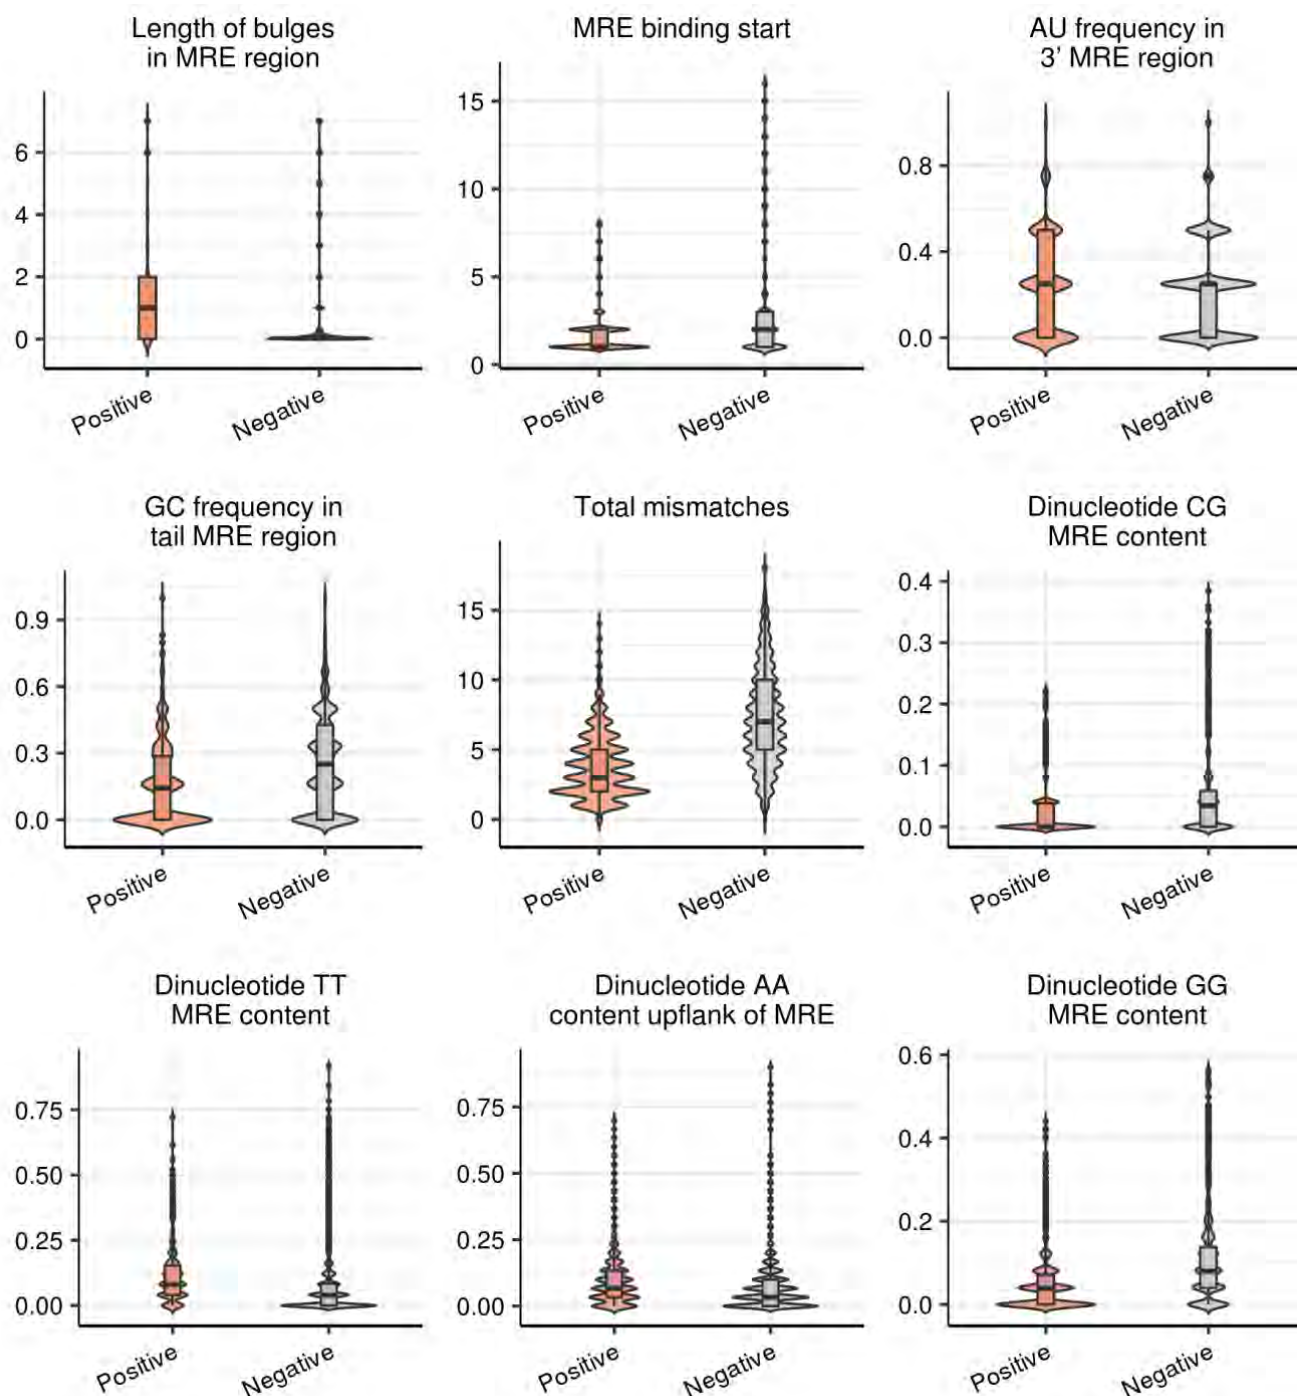 Length of bulges
in MRE region
6
4
2
0
Positive
Negative
MRE binding start
15
10
5
0
Positive
Negative
AU frequency in
3’ MRE region
0.8
0.4
0.0
Positive
Negative
GC frequency in
tail MRE region
0.9
0.6
0.3
0.0
Positive
Negative
Total mismatches
15
10
5
0
Positive
Negative
Dinucleotide CG
MRE content
0.4
0.3
0.2
0.1
0.0
Positive
Negative
Dinucleotide TT
MRE content
0.75
0.50
0.25
0.00
Positive
Negative
Dinucleotide AA
content upflank of MRE
0.75
0.50
0.25
0.00
Positive
Negative
Dinucleotide GG
MRE content
0.6
0.4
0.2
0.0
Positive
Negative